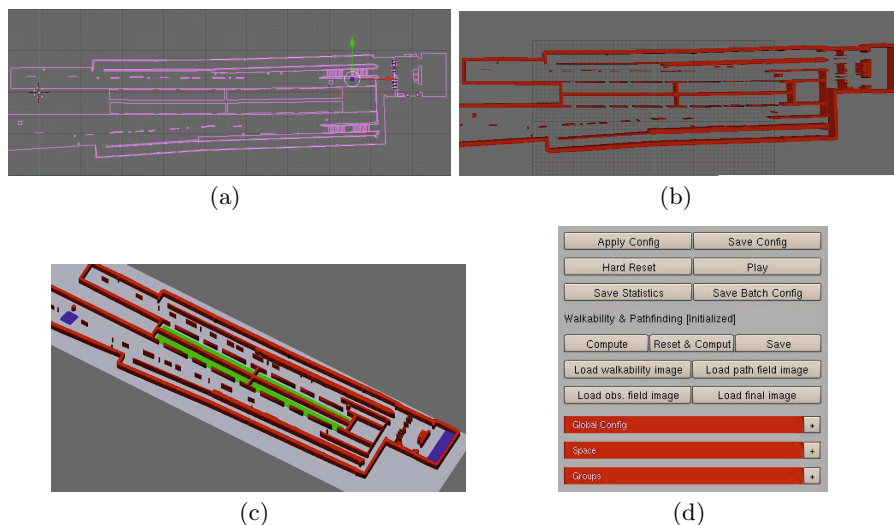 (a)
(b)
(c)
Apply Config
Save Config
Hard Reset
Play
Save Statistics
Save Batch Config
Walkability & Pathfinding [Initialized]
Compute
Reset & Comput
Save
Load walkability image
Load path field image
Load obs. field image
Load final image
Global Config
+
Space
+
Groups
+
(d)